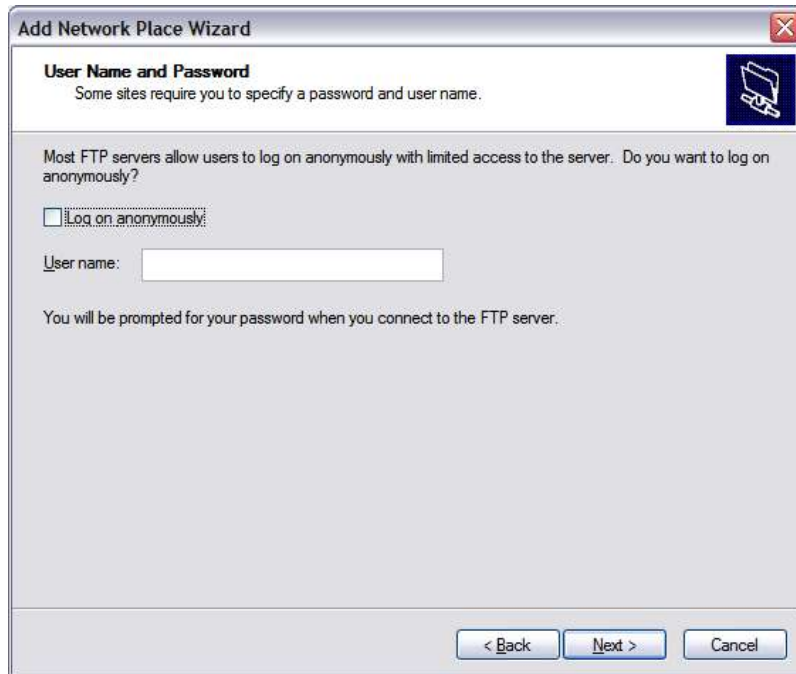 Add Network Place Wizard
User Name and Password
Some sites require you to specify a password and user name.
Most FTP servers allow users to log on anonymously with limited access to the server. Do you want to log on
anonymously?
Log on anonymously
User name:
You will be prompted for your password when you connect to the FTP server.
< Back Next > Cancel